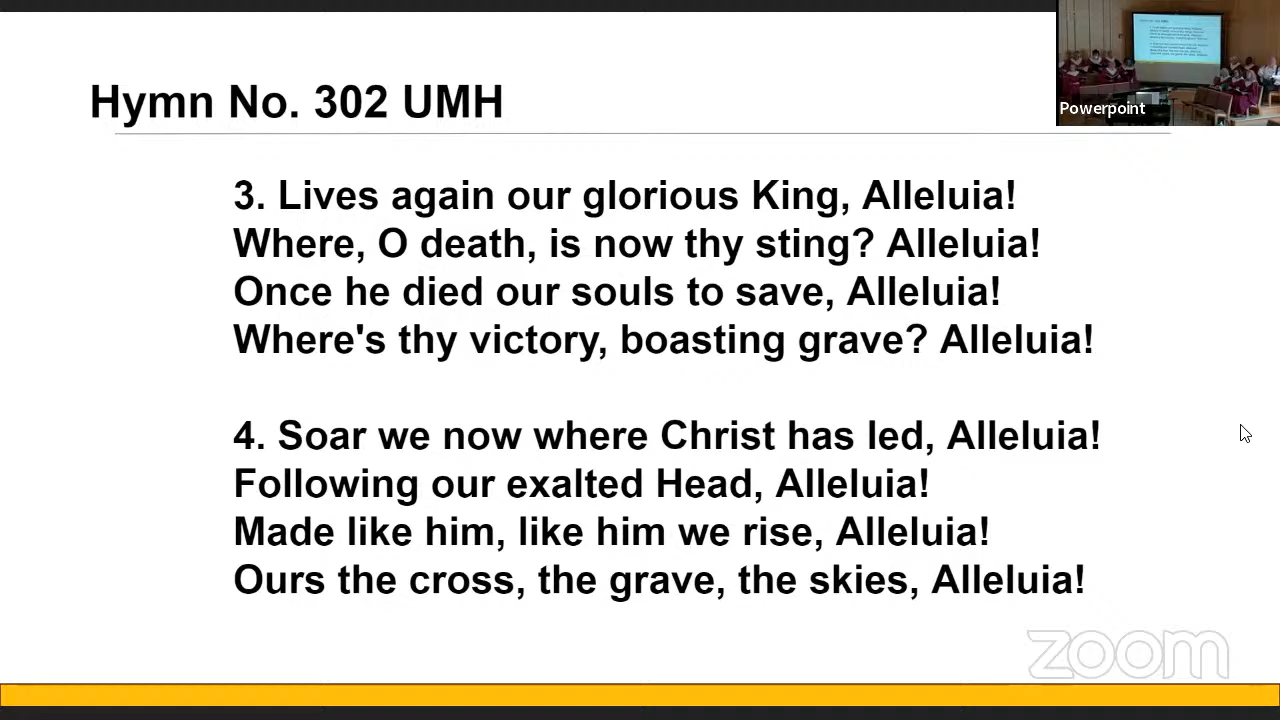 Hymn No. 302 UMH
Powerpoint
3. Lives again our glorious King, Alleluia!
Where, O death, is now thy sting? Alleluia!
Once he died our souls to save, Alleluia!
Where's thy victory, boasting grave? Alleluia!
4. Soar we now where Christ has led, Alleluia!
Following our exalted Head, Alleluia!
Made like him, like him we rise, Alleluia!
Ours the cross, the grave, the skies, Alleluia!
zoom